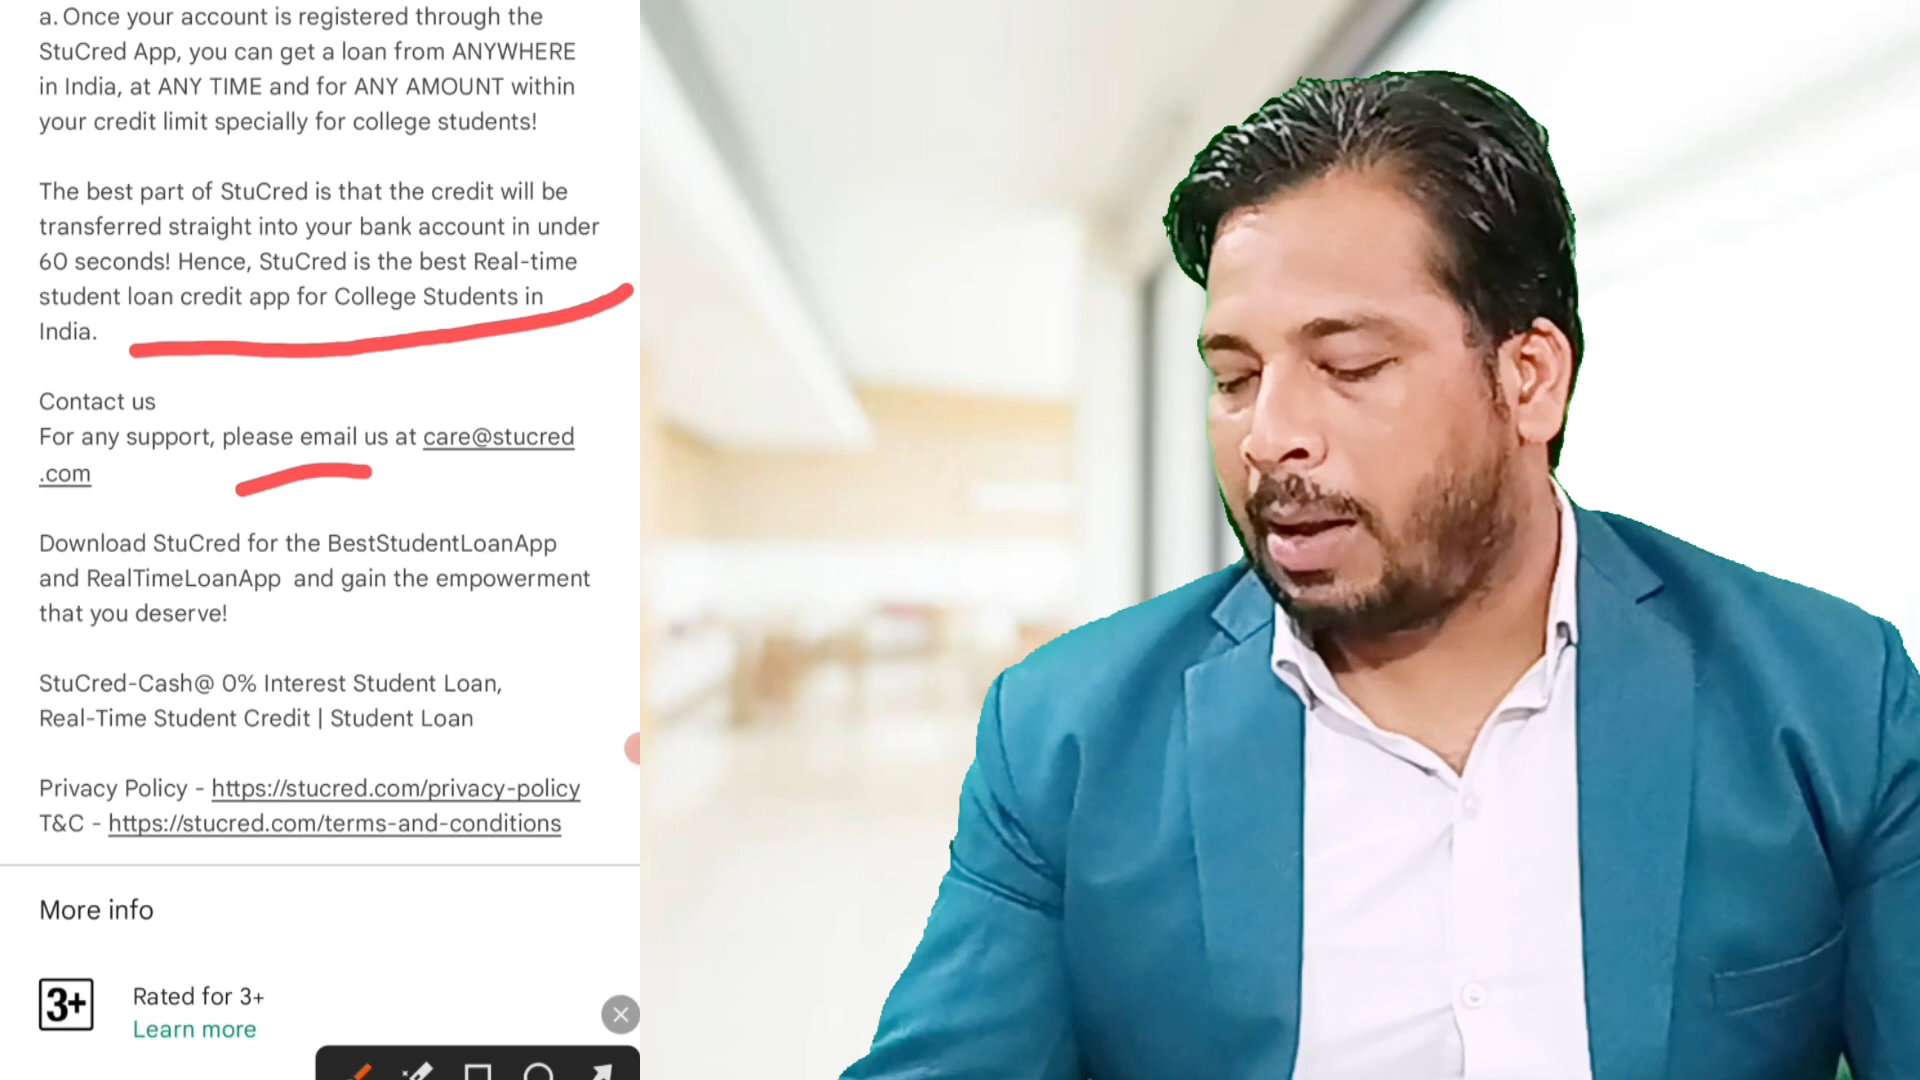 a. Once your account is registered through the
StuCred App, you can get a loan from ANYWHERE
in India, at ANY TIME and for ANY AMOUNT within
your credit limit specially for college students!
The best part of StuCred is that the credit will be
transferred straight into your bank account in under
60 seconds! Hence, StuCred is the best Real-time
student loan credit app for College Students in
India.
Contact us
For any support, please email us at care@stucred
.com
Download StuCred for the BestStudentLoanApp
and RealTimeLoanApp and gain the empowerment
that you deserve!
StuCred-Cash@ 0% Interest Student Loan,
Real-Time Student Credit | Student Loan
Privacy Policy - https://stucred.com/privacy-policy
T&C - https://stucred.com/terms-and-conditions
More info
3+
Rated for 3+
Learn more